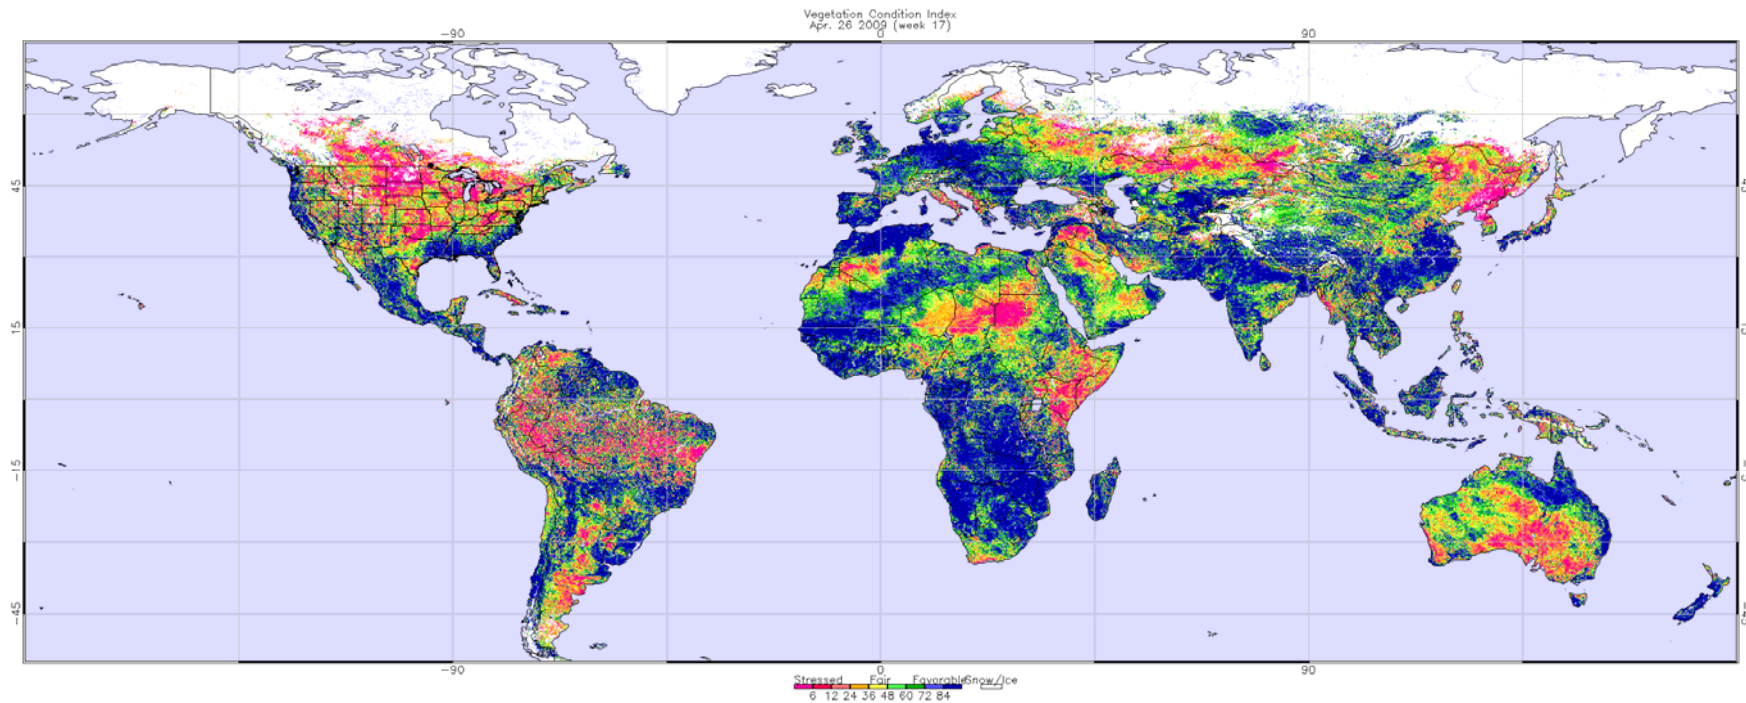 Vegetation Condition Index
Apr. 26 2009 (week 17)
-90 0 90
45
15
-15
-45
-90 0 90
Stressed Fair Favorable Snow/Ice
6 12 24 36 48 60 72 84